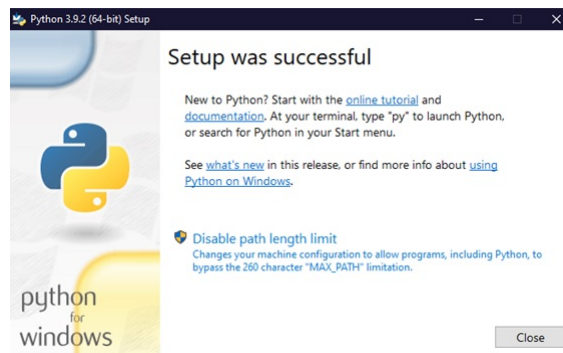 Python 3.9.2 (64-bit) Setup
Setup was successful
New to Python? Start with the online tutorial and
documentation. At your terminal, type "py" to launch Python,
or search for Python in your Start menu.
See what's new in this release, or find more info about using
Python on Windows.
Disable path length limit
Changes your machine configuration to allow programs, including Python, to
bypass the 260 character "MAX_PATH" limitation.
python
for
windows
Close